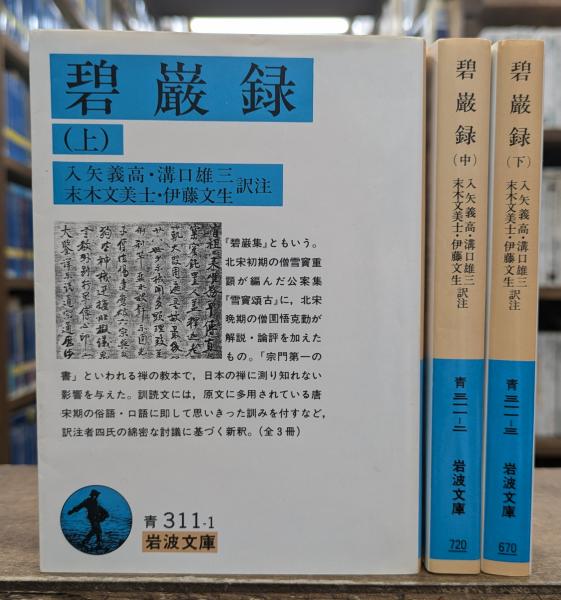 碧巌録
(上)
入矢義高・溝口雄三
末木文美士・伊藤文生
訳注
「碧巌集」ともいう。
北宋初期の僧雪竇重
顕が編んだ公案集
『雪竇頌古』に，北宋
晩期の僧圜悟克勤が
解説・論評を加えた
もの。「宗門第一の
書」といわれる禅の教本で，日本の禅に測り知れない
影響を与えた。訓読文には，原文に多用されている唐
宋期の俗語・口語に即して思いきった訓みを付すなど，
訳注者四氏の綿密な討議に基づく新釈。(全3冊)
青 311-1
岩波文庫
碧巌録(中)
入矢義高・溝口雄三
末木文美士・伊藤文生
訳注
青三一一-二
岩波文庫
720
碧巌録(下)
入矢義高・溝口雄三
末木文美士・伊藤文生
訳注
青三一一-三
岩波文庫
670